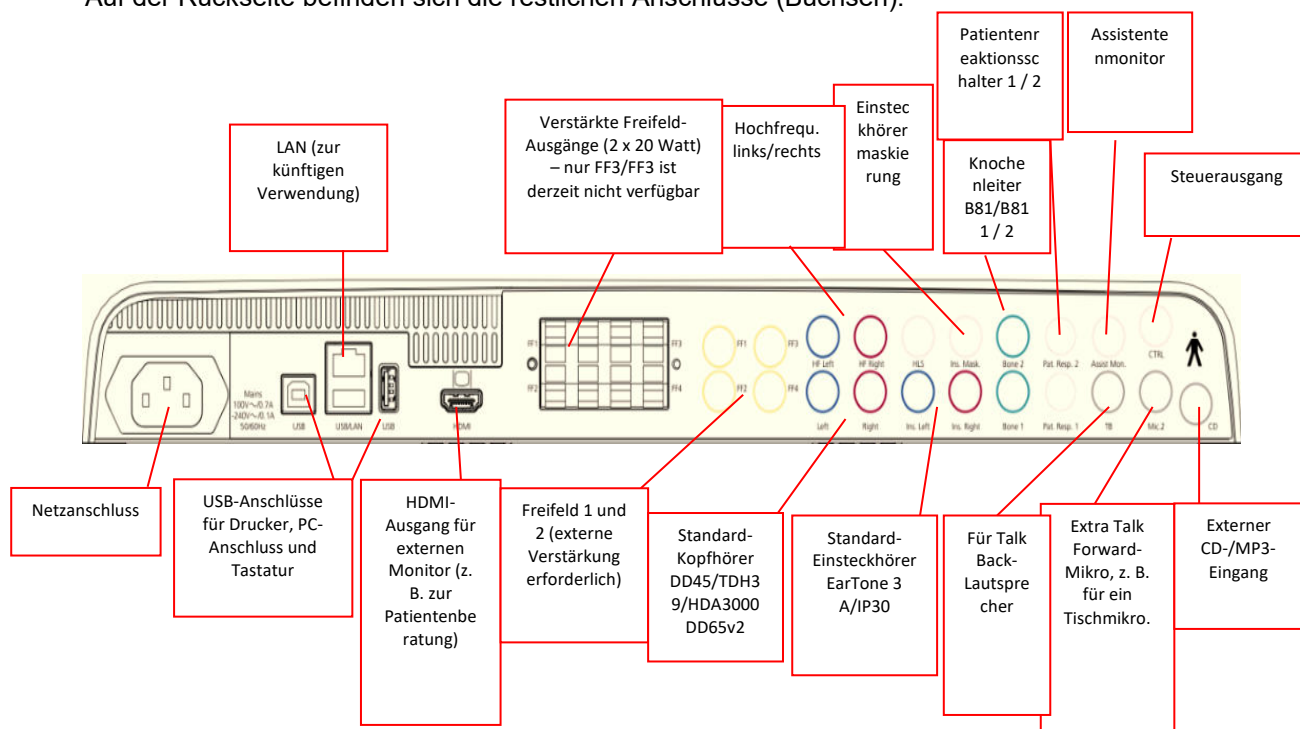 Auf der Rückseite befinden sich die restlichen Anschlüsse (Buchsen).
Patientenr
eaktionssc
halter 1 / 2
Assistente
nmonitor
LAN (zur
künftigen
Verwendung)
Verstärkte Freifeld-
Ausgänge (2 x 20 Watt)
– nur FF3/FF3 ist
derzeit nicht verfügbar
Hochfrequ.
links/rechts
Einstec
khörer
maskie
rung
Knoche
nleiter
B81/B81
1 / 2
Steuerausgang
Mains
100V~/0.7A
-240V~/0.1A
50/60Hz
USB
USB/LAN
USB
HDMI
FF1
FF3
FF2
FF4
FF1
FF3
FF2
FF4
HF Left
HF Right
HLS
Ins. Mask.
Bone 2
Pat. Resp. 2
Assist Mon.
CTRL
Left
Right
Ins. Left
Ins. Right
Bone 1
Pat. Resp. 1
TB
Mic.2
CD
Netzanschluss
USB-Anschlüsse
für Drucker, PC-
Anschluss und
Tastatur
HDMI-
Ausgang für
externen
Monitor (z.
B. zur
Patientenbe
ratung)
Freifeld 1 und
2 (externe
Verstärkung
erforderlich)
Standard-
Kopfhörer
DD45/TDH3
9/HDA3000
DD65v2
Standard-
Einsteckhörer
EarTone 3
A/IP30
Für Talk
Back-
Lautspre
cher
Extra Talk
Forward-
Mikro, z. B.
für ein
Tischmikro.
Externer
CD-/MP3-
Eingang